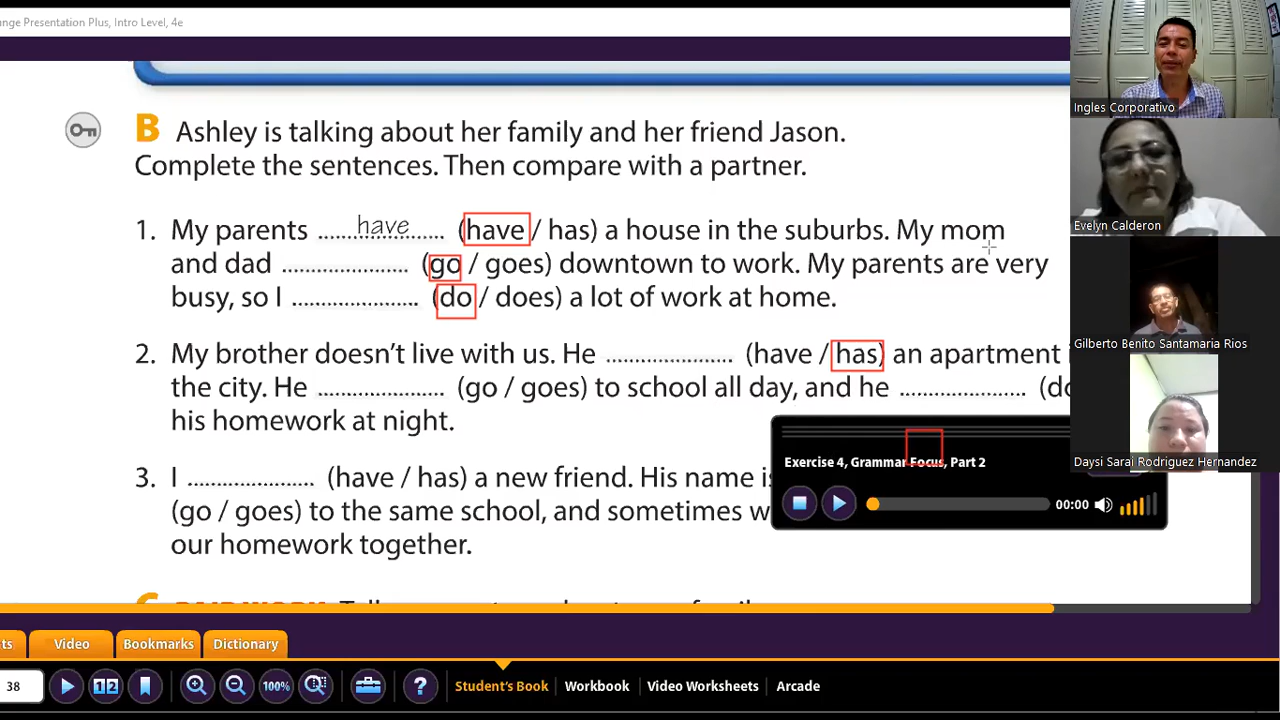 unge Presentation Plus, Intro Level, 4e
B Ashley is talking about her family and her friend Jason.
Complete the sentences. Then compare with a partner.
1. My parents have (have / has) a house in the suburbs. My mom
and dad .................... (go / goes) downtown to work. My parents are very
busy, so I .................... (do / does) a lot of work at home.
2. My brother doesn't live with us. He .................... (have / has) an apartment
the city. He .................... (go / goes) to school all day, and he .................... (do
his homework at night.
3. I .................... (have / has) a new friend. His name is
(go / goes) to the same school, and sometimes w
our homework together.
Exercise 4, Grammar Focus, Part 2
00:00
Ingles Corporativo
Evelyn Calderon
Gilberto Benito Santamaria Rios
Daysi Sarai Rodriguez Hernandez
ts Video Bookmarks Dictionary
38 12 100% ? Student's Book Workbook Video Worksheets Arcade